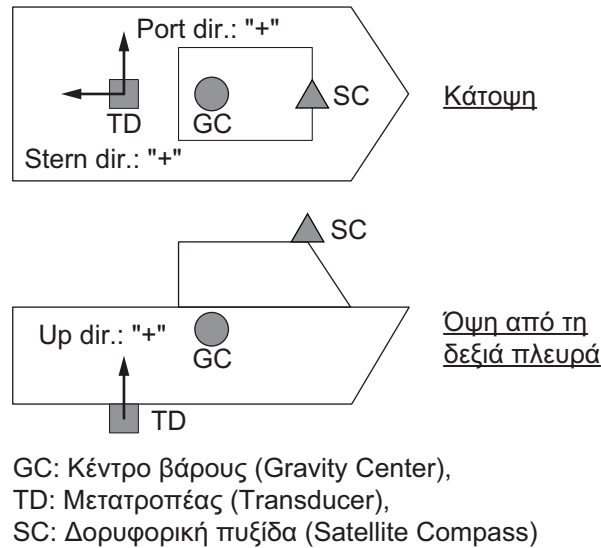 Port dir.: "+"
SC
TD
GC
Κάτοψη
Stern dir.: "+"
SC
Up dir.: "+"
GC
Όψη από τη
δεξιά πλευρά
TD
GC: Κέντρο βάρους (Gravity Center),
TD: Μετατροπέας (Transducer),
SC: Δορυφορική πυξίδα (Satellite Compass)